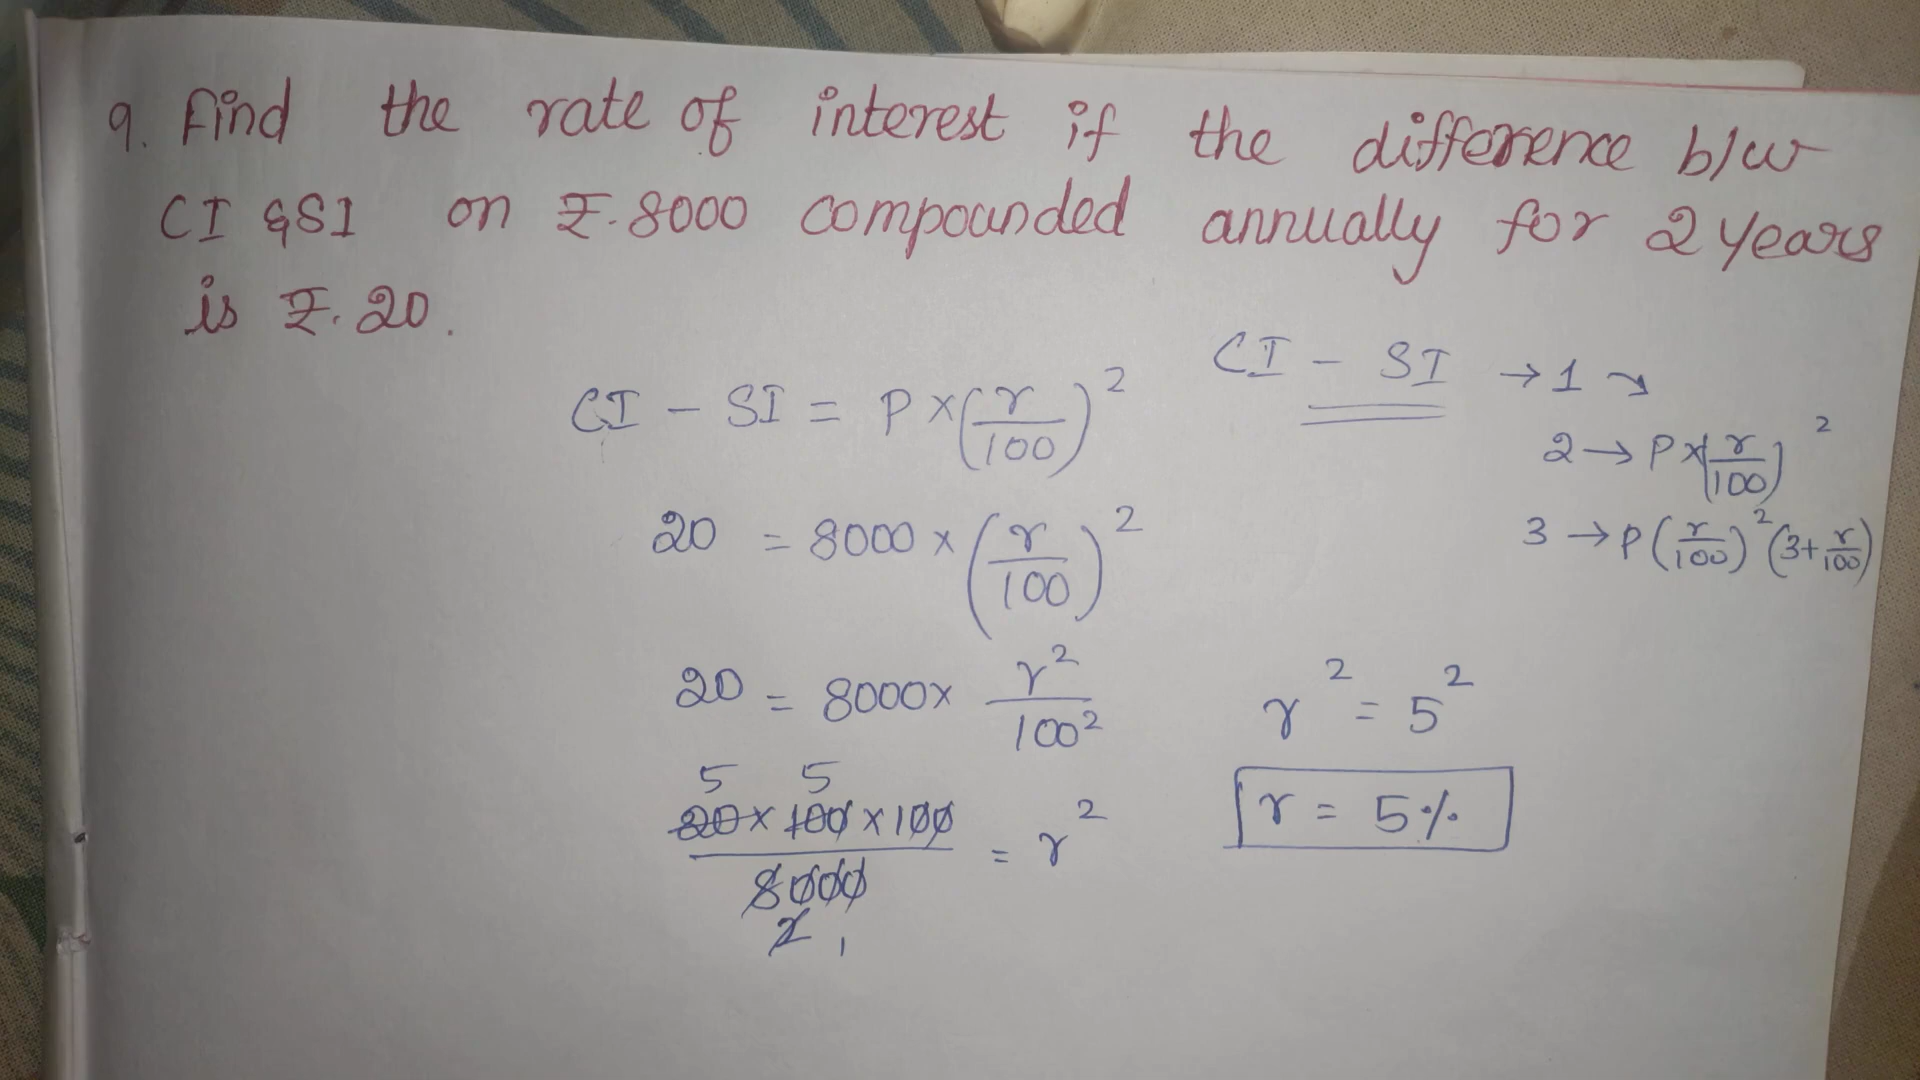 9. Find the rate of interest if the difference b/w
CI & SI on ₹.8000 compounded annually for 2 years
is ₹.20.
CI - SI = P × (r/100)²
20 = 8000 × (r/100)²
20 = 8000 × r²/100²
5 5
20 × 100 × 100 / 8000 = r²
2 1
CI - SI → 1 ↘
2 → P × (r/100)²
3 → P (r/100)² (3 + r/100)
r² = 5²
r = 5%